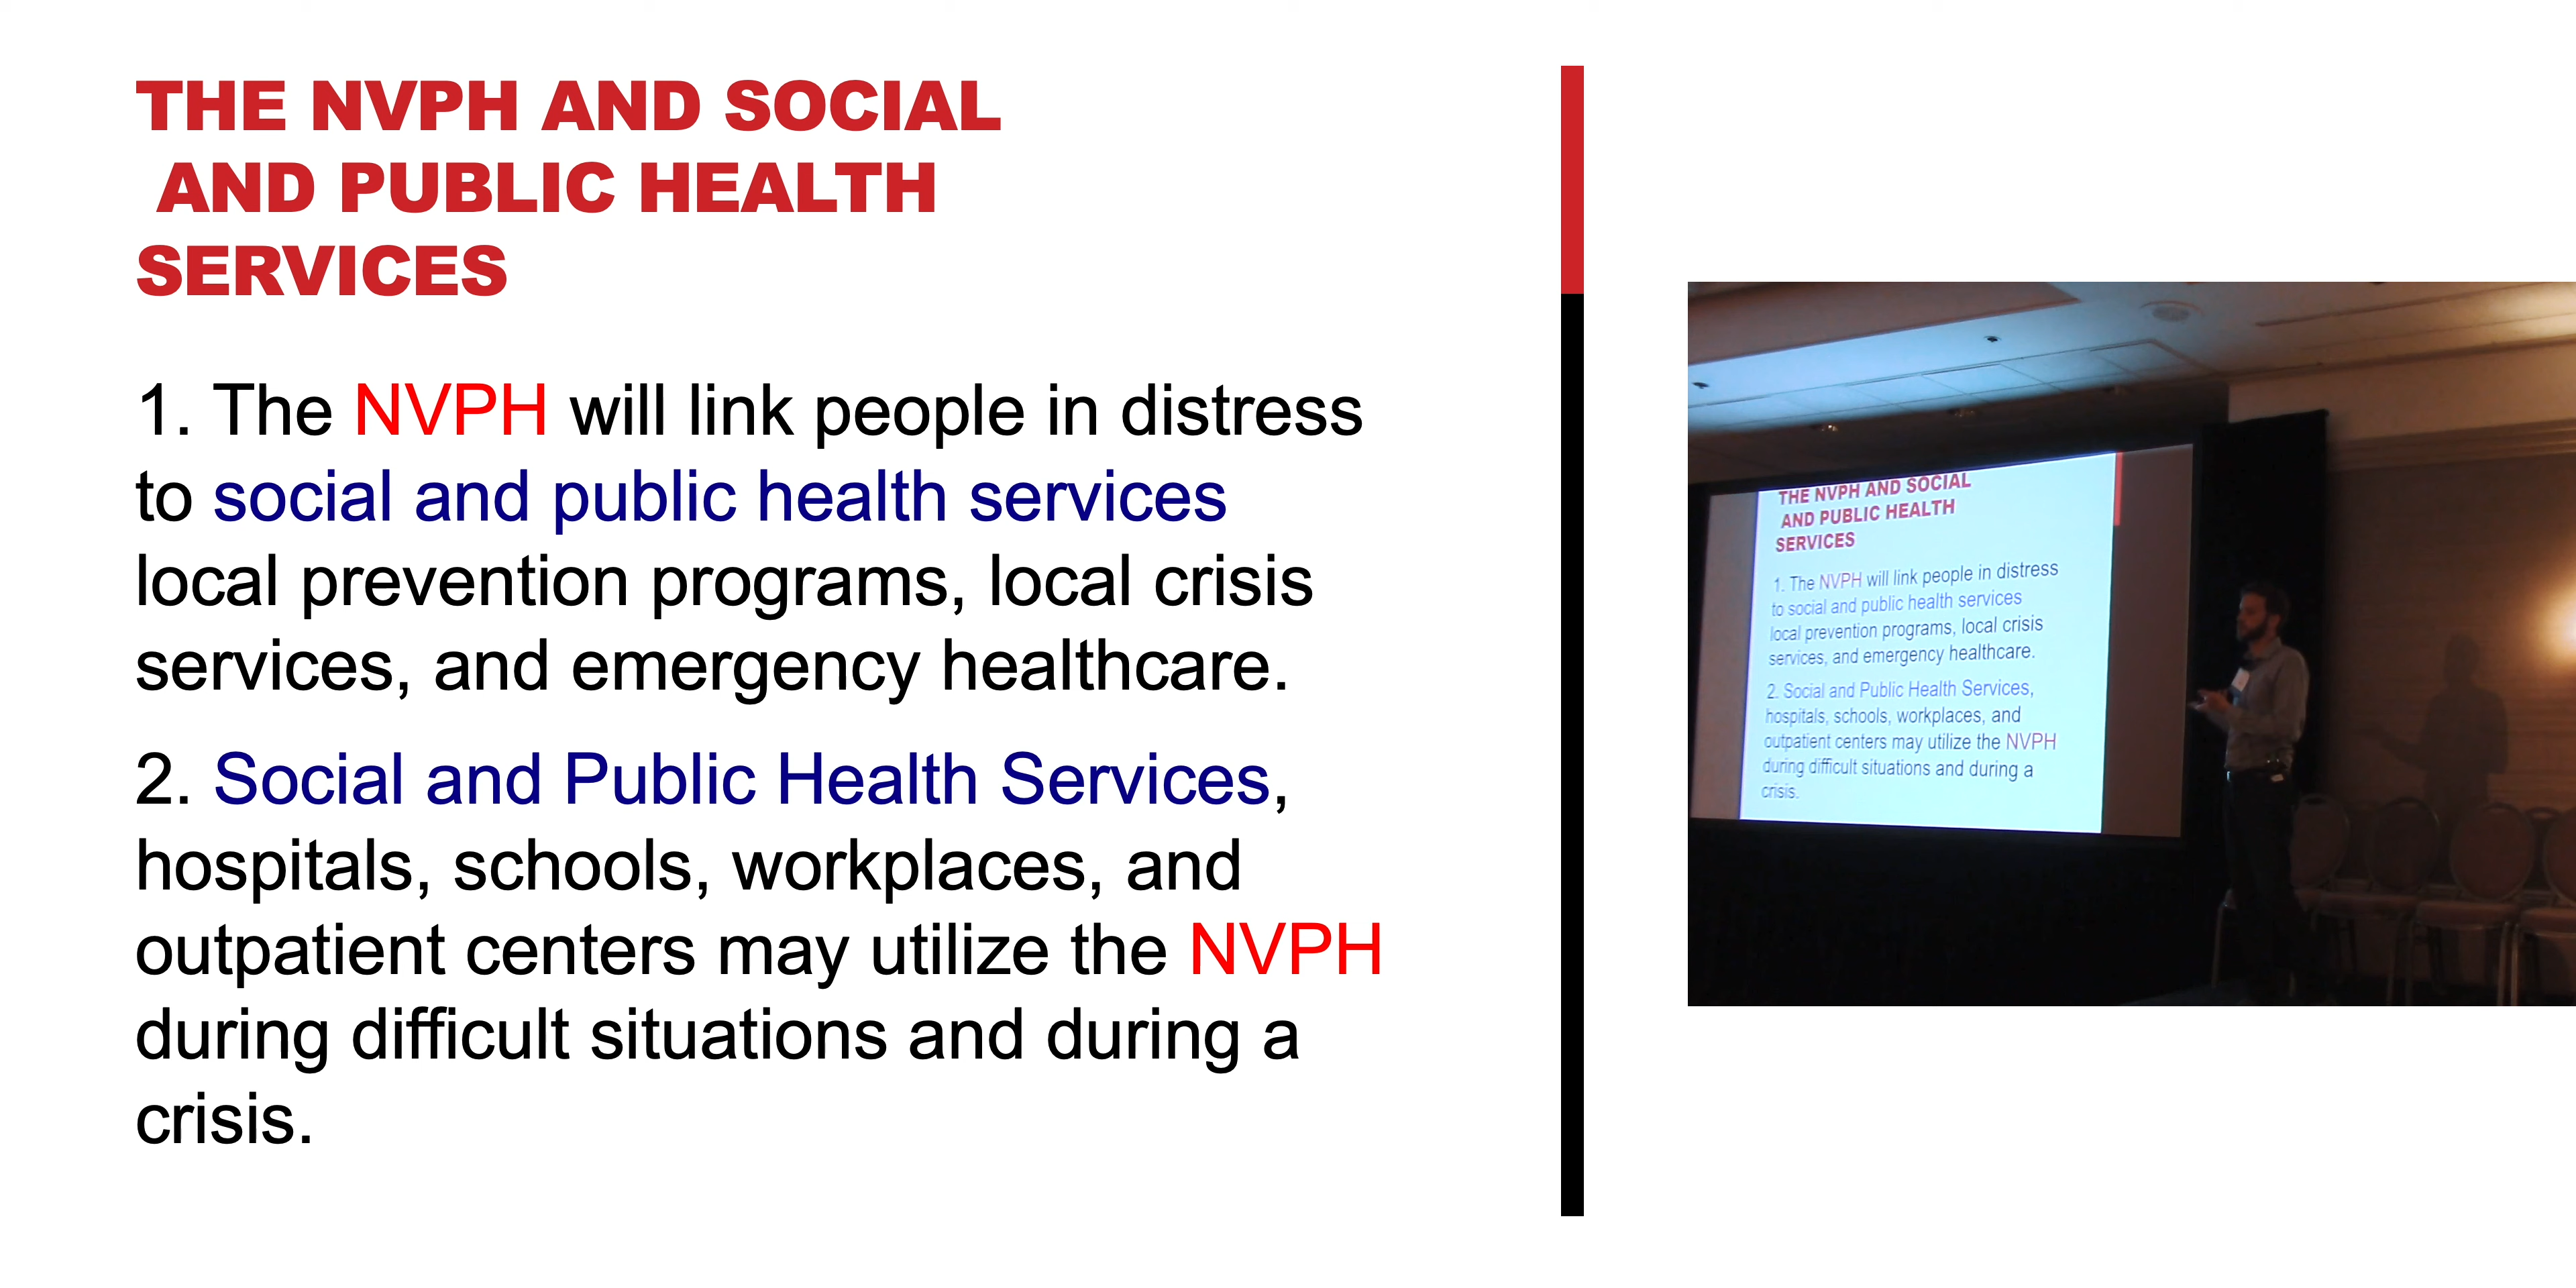 THE NVPH AND SOCIAL
AND PUBLIC HEALTH
SERVICES
1. The NVPH will link people in distress
to social and public health services
local prevention programs, local crisis
services, and emergency healthcare.
2. Social and Public Health Services,
hospitals, schools, workplaces, and
outpatient centers may utilize the NVPH
during difficult situations and during a
crisis.
THE NVPH AND SOCIAL
AND PUBLIC HEALTH
SERVICES
1. The NVPH will link people in distress
to social and public health services
local prevention programs, local crisis
services, and emergency healthcare.
2. Social and Public Health Services,
hospitals, schools, workplaces, and
outpatient centers may utilize the NVPH
during difficult situations and during a
crisis.